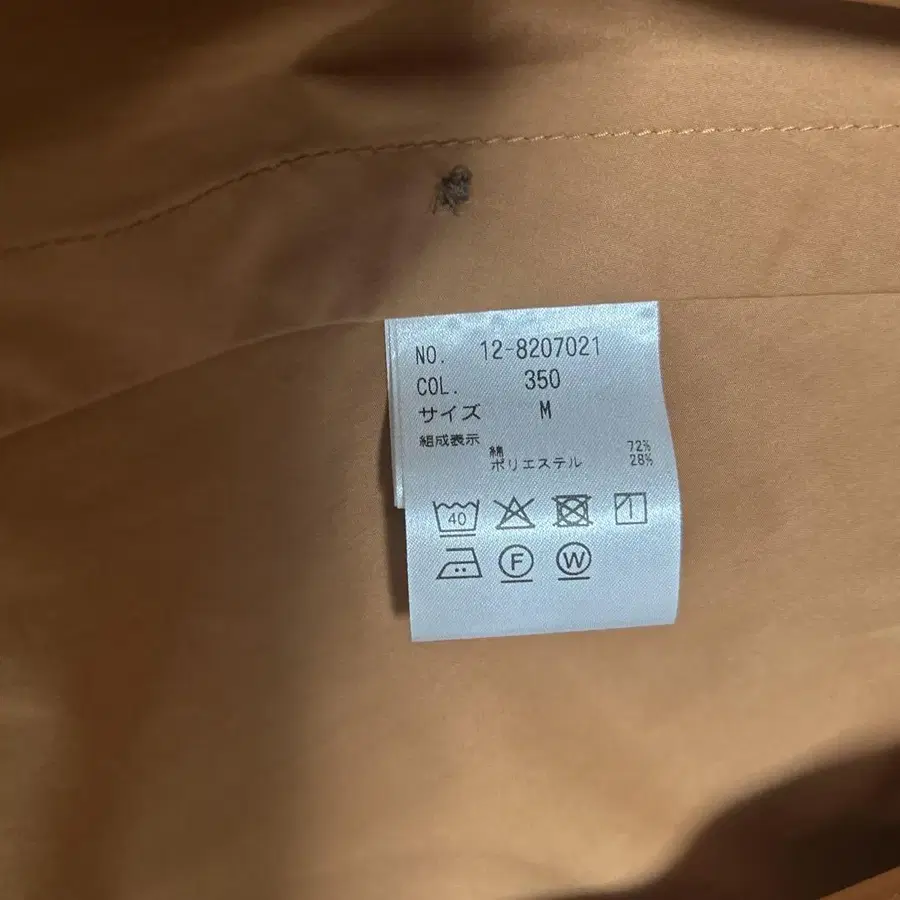 NO. 12-8207021
COL. 350
サイズ M
組成表示
綿 72%
ポリエステル 28%
40
F W